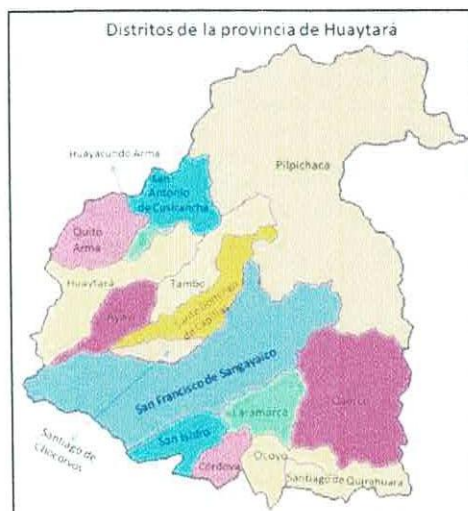 Distritos de la provincia de Huaytará
Huayacundo Arma
Pilpichaca
San
Antonio
de Cusicancha
Quito
Arma
Huaytará
Tambo
Ayaví
Santo Domingo
de Capillas
San Francisco de Sangayaico
Laramarca
San Isidro
Santiago de
Chocorvos
Córdova
Ocoyo
Santiago de Quirahuara